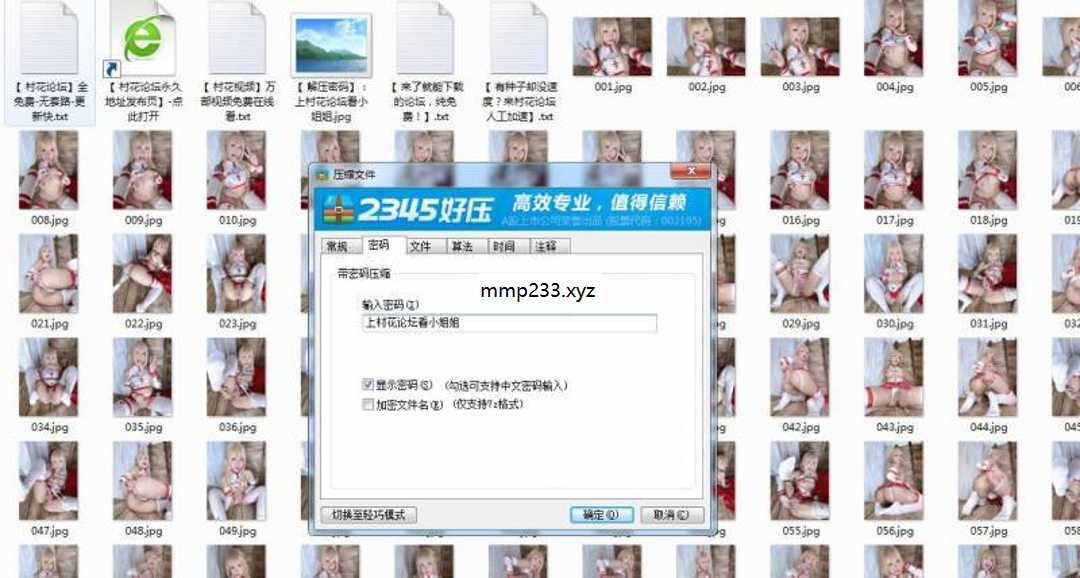 【村花论坛】全
免费-无套路-更
新快.txt
【村花论坛永久
地址发布页】-点
此打开
【村花视频】万
部视频免费在线
看.txt
【解压密码】：
上村花论坛看小
姐姐.jpg
【来了就能下载
的论坛，纯免
费！】.txt
【有种子却没速
度？来村花论坛
人工加速】.txt
001.jpg
002.jpg
003.jpg
004.jpg
005.jpg
008.jpg
009.jpg
010.jpg
016.jpg
017.jpg
018.jpg
021.jpg
022.jpg
023.jpg
029.jpg
030.jpg
031.jpg
034.jpg
035.jpg
036.jpg
042.jpg
043.jpg
044.jpg
047.jpg
048.jpg
049.jpg
055.jpg
056.jpg
057.jpg
压缩文件
2345好压
高效专业，值得信赖
A股上市公司荣誉出品 (股票代码：002195)
常规 密码 文件 算法 时间 注释
带密码压缩
mmp233.xyz
输入密码(I)
上村花论坛看小姐姐
显示密码(S) (勾选可支持中文密码输入)
加密文件名(E) (仅支持7z格式)
切换至轻巧模式
确定(O)
取消(C)